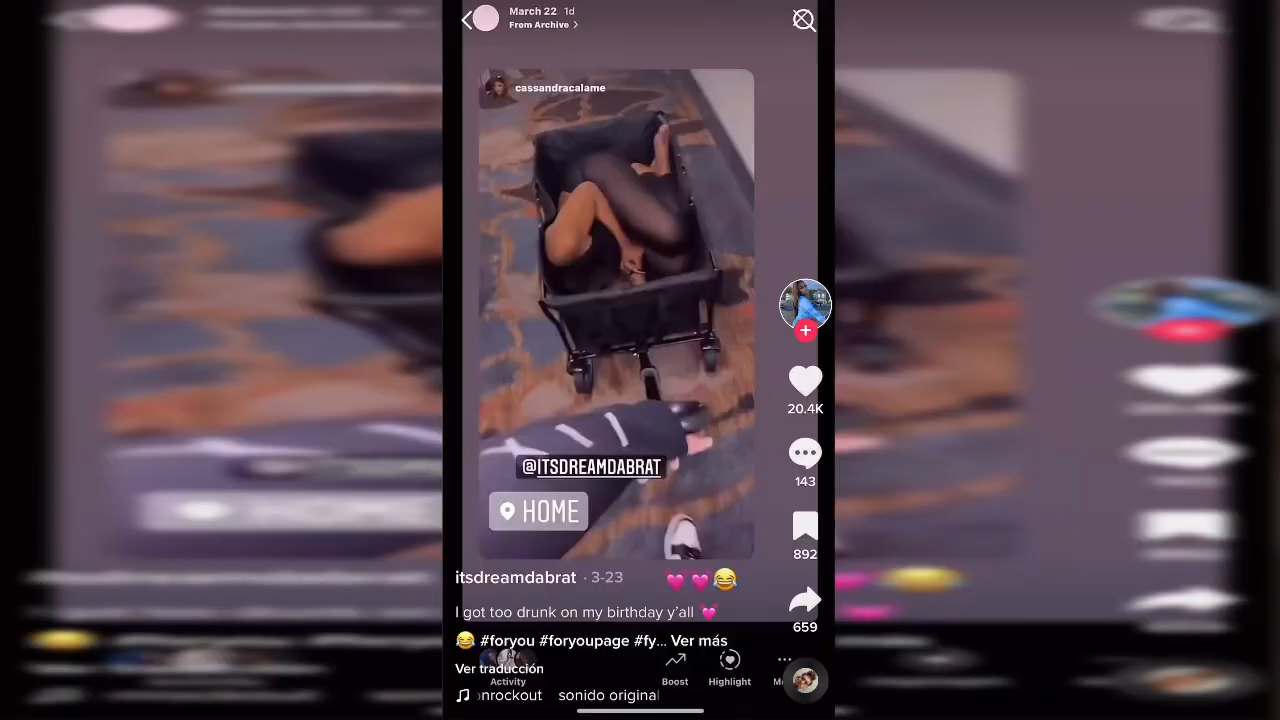 March 22 1d
From Archive >
cassandracalame
@ITSDREAMDABRAT
HOME
20.4K
143
892
659
itsdreamdabrat · 3-23 💕💕😂
I got too drunk on my birthday y'all 💕
😂 #foryou #foryoupage #fy... Ver más
Ver traducción
Activity
Boost
Highlight
nrockout sonido original